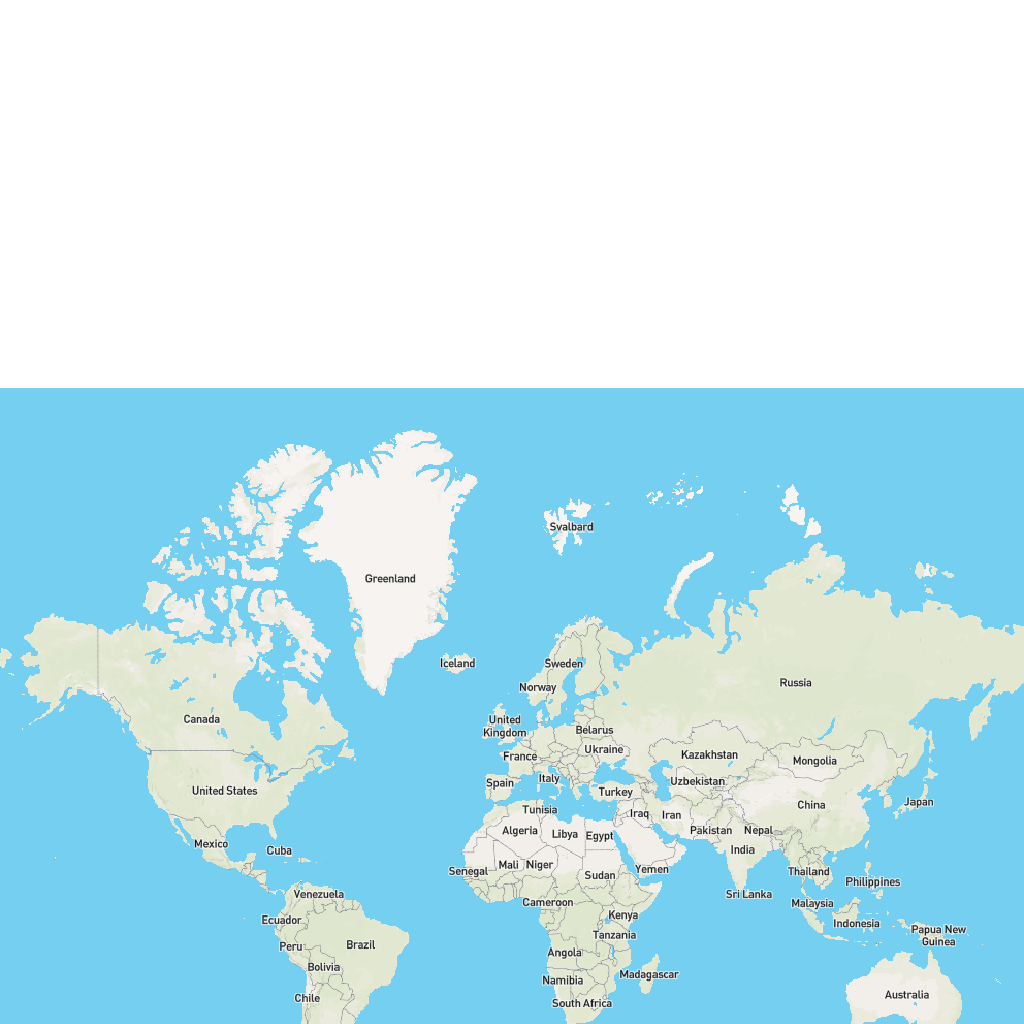 Svalbard
Greenland
Iceland
Sweden
Norway
Russia
Canada
United
Kingdom
Belarus
Ukraine
France
Kazakhstan
Mongolia
Italy
Spain
Uzbekistan
United States
Turkey
China
Japan
Tunisia
Iraq
Iran
Algeria
Libya
Egypt
Pakistan
Nepal
Mexico
Cuba
India
Mali
Niger
Senegal
Sudan
Yemen
Thailand
Philippines
Venezuela
Sri Lanka
Cameroon
Malaysia
Ecuador
Kenya
Indonesia
Papua New
Guinea
Tanzania
Peru
Brazil
Angola
Bolivia
Madagascar
Namibia
Chile
South Africa
Australia